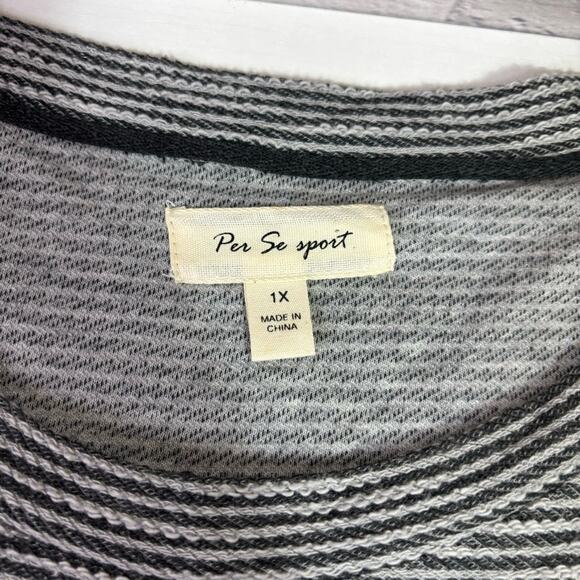 Per Se sport
1X
MADE IN
CHINA